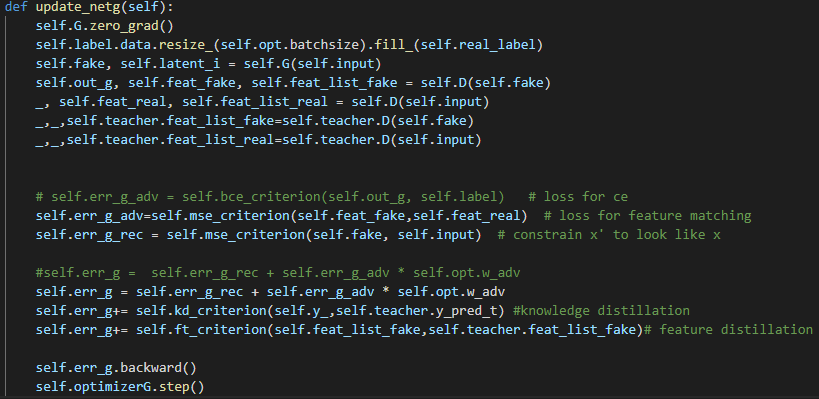 def update_netg(self):
    self.G.zero_grad()
    self.label.data.resize_(self.opt.batchsize).fill_(self.real_label)
    self.fake, self.latent_i = self.G(self.input)
    self.out_g, self.feat_fake, self.feat_list_fake = self.D(self.fake)
    _, self.feat_real, self.feat_list_real = self.D(self.input)
    _,_,self.teacher.feat_list_fake=self.teacher.D(self.fake)
    _,_,self.teacher.feat_list_real=self.teacher.D(self.input)
    # self.err_g_adv = self.bce_criterion(self.out_g, self.label)   # loss for ce
    self.err_g_adv=self.mse_criterion(self.feat_fake,self.feat_real)  # loss for feature matching
    self.err_g_rec = self.mse_criterion(self.fake, self.input)  # constrain x' to look like x
    #self.err_g =  self.err_g_rec + self.err_g_adv * self.opt.w_adv
    self.err_g = self.err_g_rec + self.err_g_adv * self.opt.w_adv
    self.err_g+= self.kd_criterion(self.y_,self.teacher.y_pred_t) #knowledge distillation
    self.err_g+= self.ft_criterion(self.feat_list_fake,self.teacher.feat_list_fake)# feature distillation
    self.err_g.backward()
    self.optimizerG.step()